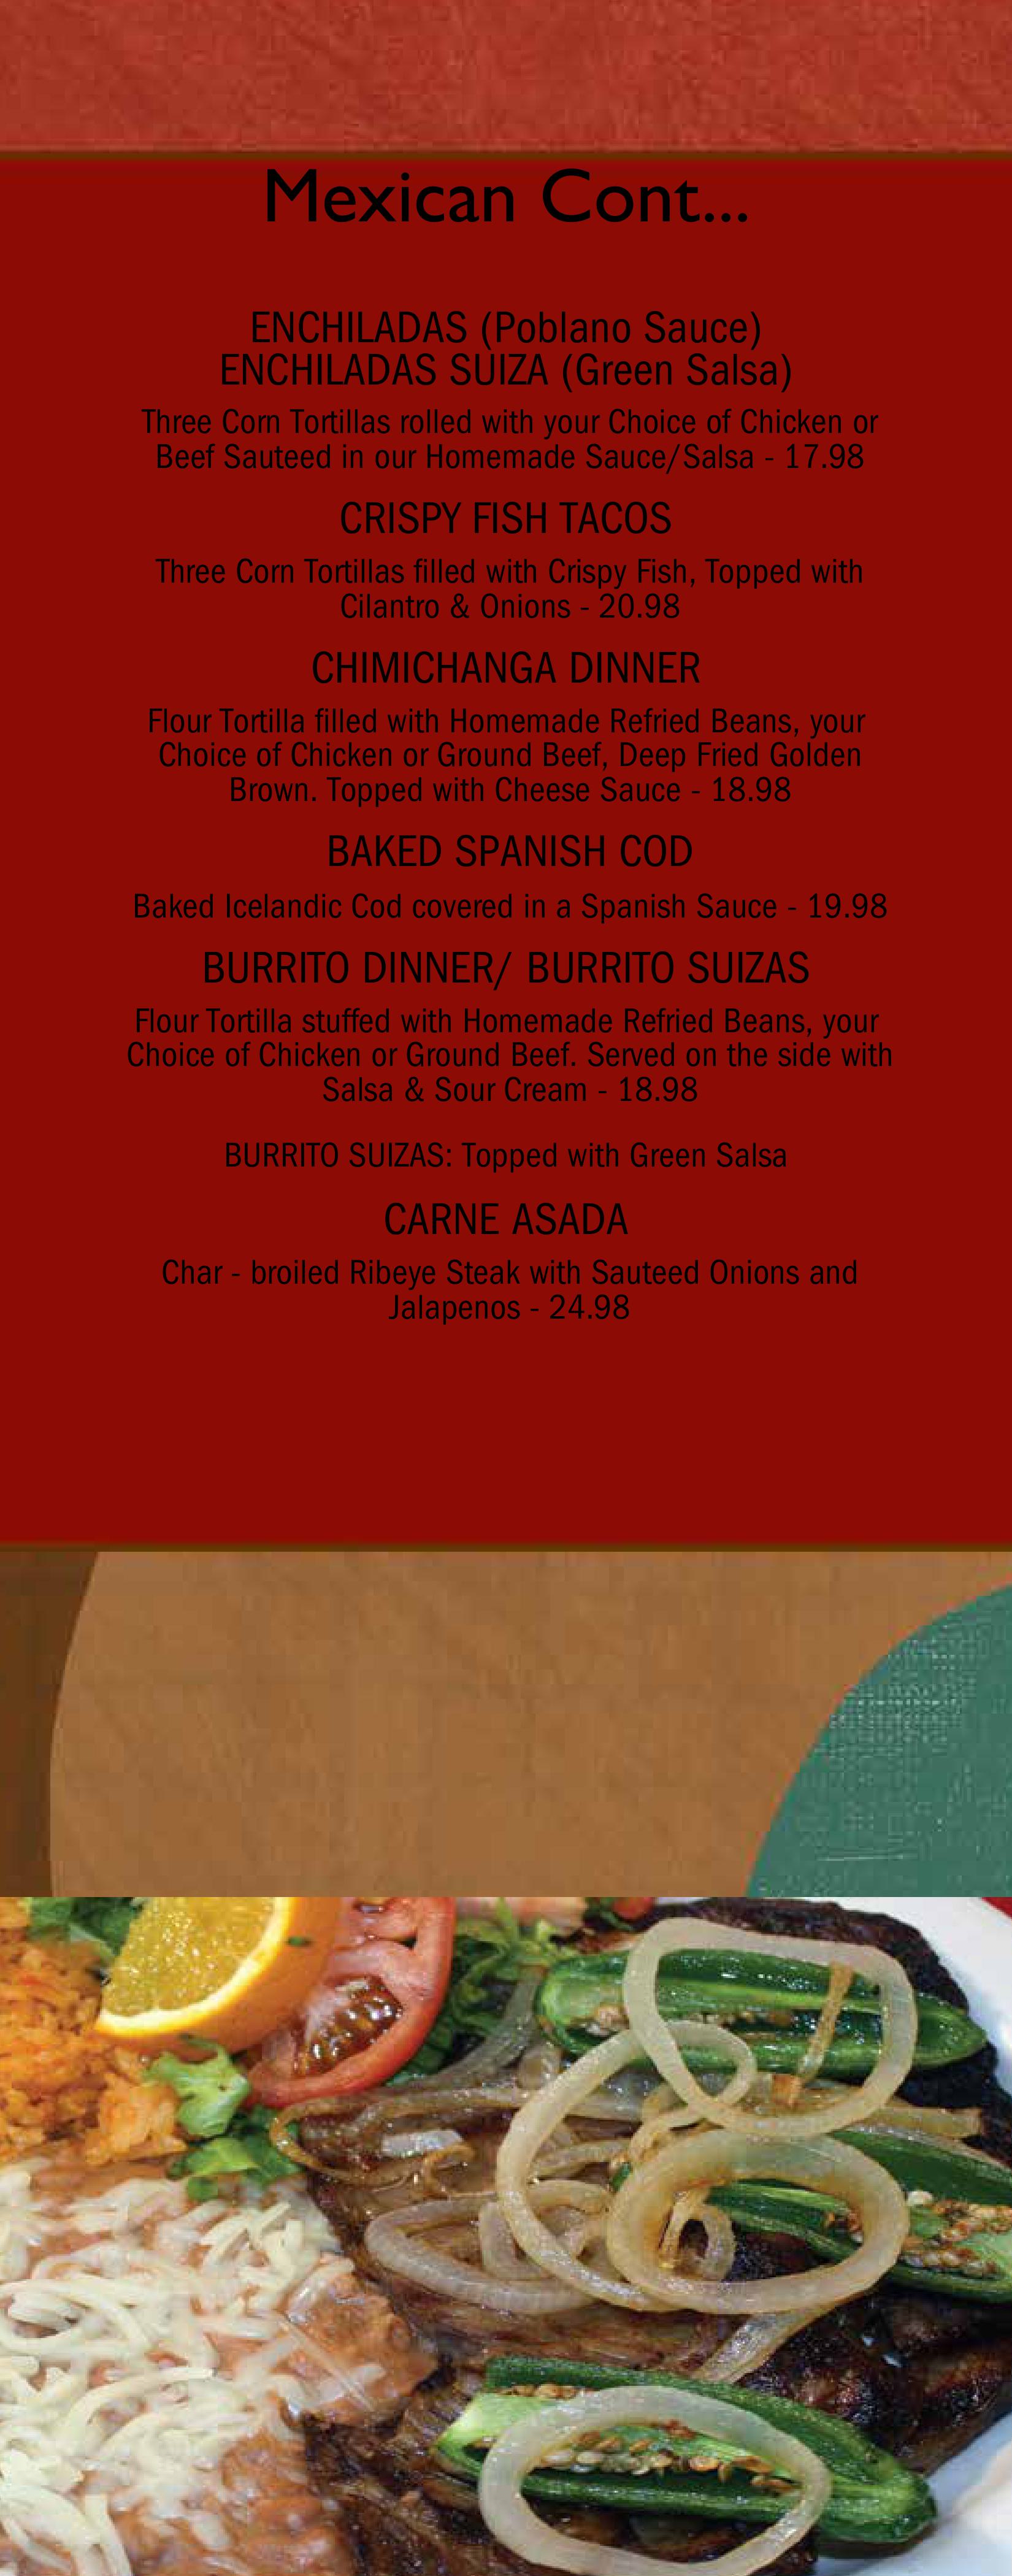 Mexican Cont...
ENCHILADAS (Poblano Sauce)
ENCHILADAS SUIZA (Green Salsa)
Three Corn Tortillas rolled with your Choice of Chicken or
Beef Sauteed in our Homemade Sauce/Salsa - 17.98
CRISPY FISH TACOS
Three Corn Tortillas filled with Crispy Fish, Topped with
Cilantro & Onions - 20.98
CHIMICHANGA DINNER
Flour Tortilla filled with Homemade Refried Beans, your
Choice of Chicken or Ground Beef, Deep Fried Golden
Brown. Topped with Cheese Sauce - 18.98
BAKED SPANISH COD
Baked Icelandic Cod covered in a Spanish Sauce - 19.98
BURRITO DINNER/ BURRITO SUIZAS
Flour Tortilla stuffed with Homemade Refried Beans, your
Choice of Chicken or Ground Beef. Served on the side with
Salsa & Sour Cream - 18.98
BURRITO SUIZAS: Topped with Green Salsa
CARNE ASADA
Char - broiled Ribeye Steak with Sauteed Onions and
Jalapenos - 24.98